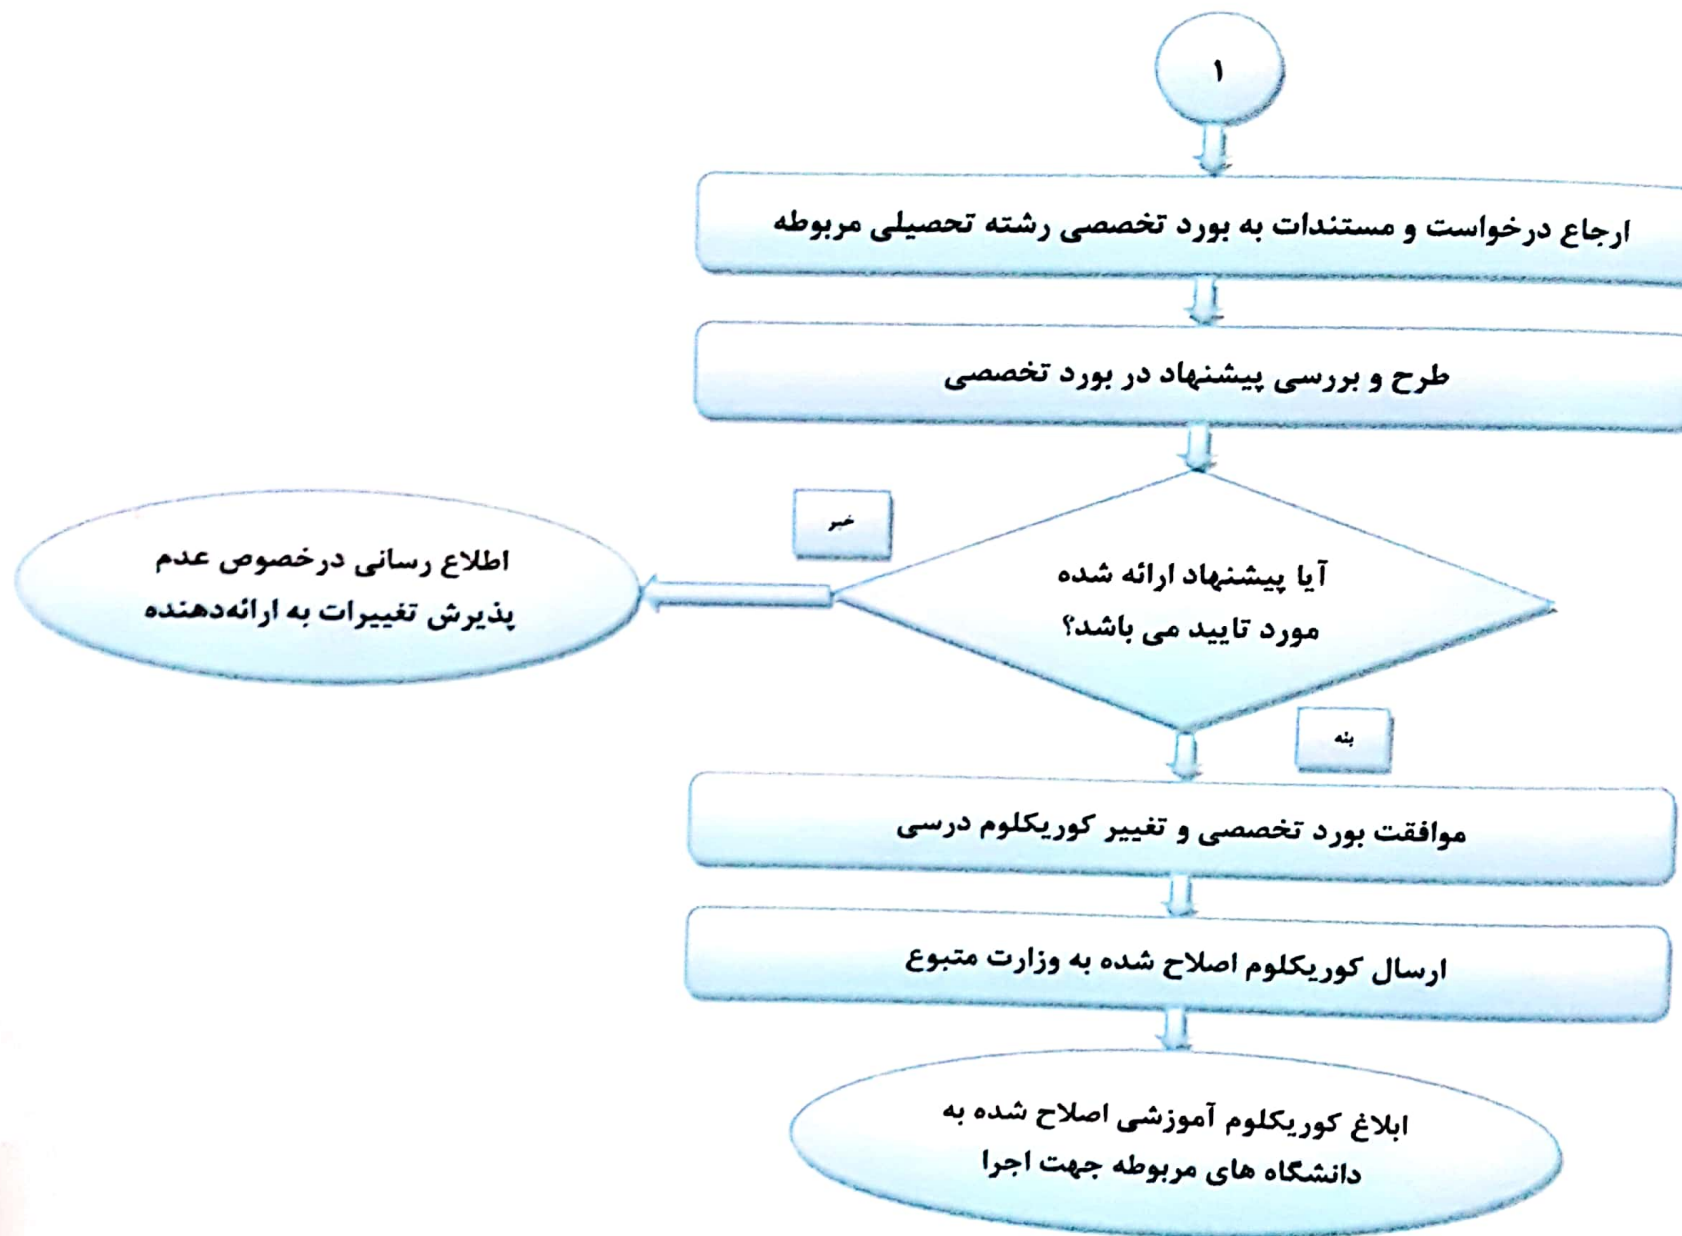 ۱
ارجاع درخواست و مستندات به بورد تخصصی رشته تحصیلی مربوطه
طرح و بررسی پیشنهاد در بورد تخصصی
آیا پیشنهاد ارائه شده
مورد تایید می باشد؟
خیر
اطلاع رسانی درخصوص عدم
پذیرش تغییرات به ارائه‌دهنده
بله
موافقت بورد تخصصی و تغییر کوریکلوم درسی
ارسال کوریکلوم اصلاح شده به وزارت متبوع
ابلاغ کوریکلوم آموزشی اصلاح شده به
دانشگاه های مربوطه جهت اجرا